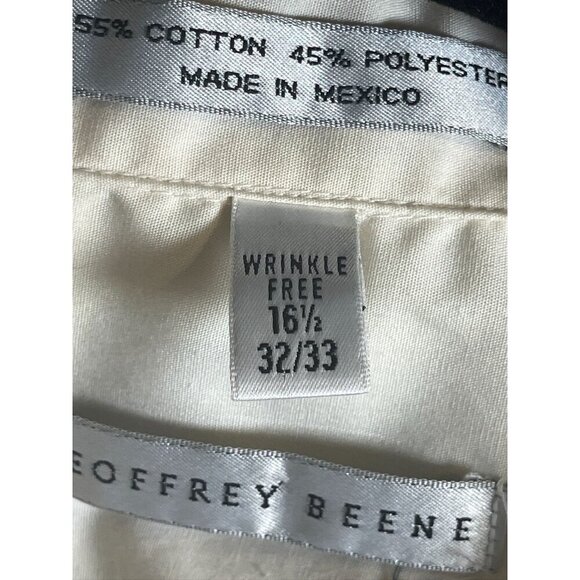 55% COTTON 45% POLYESTER
MADE IN MEXICO
WRINKLE
FREE
16½
32/33
EOFFREY BEENE